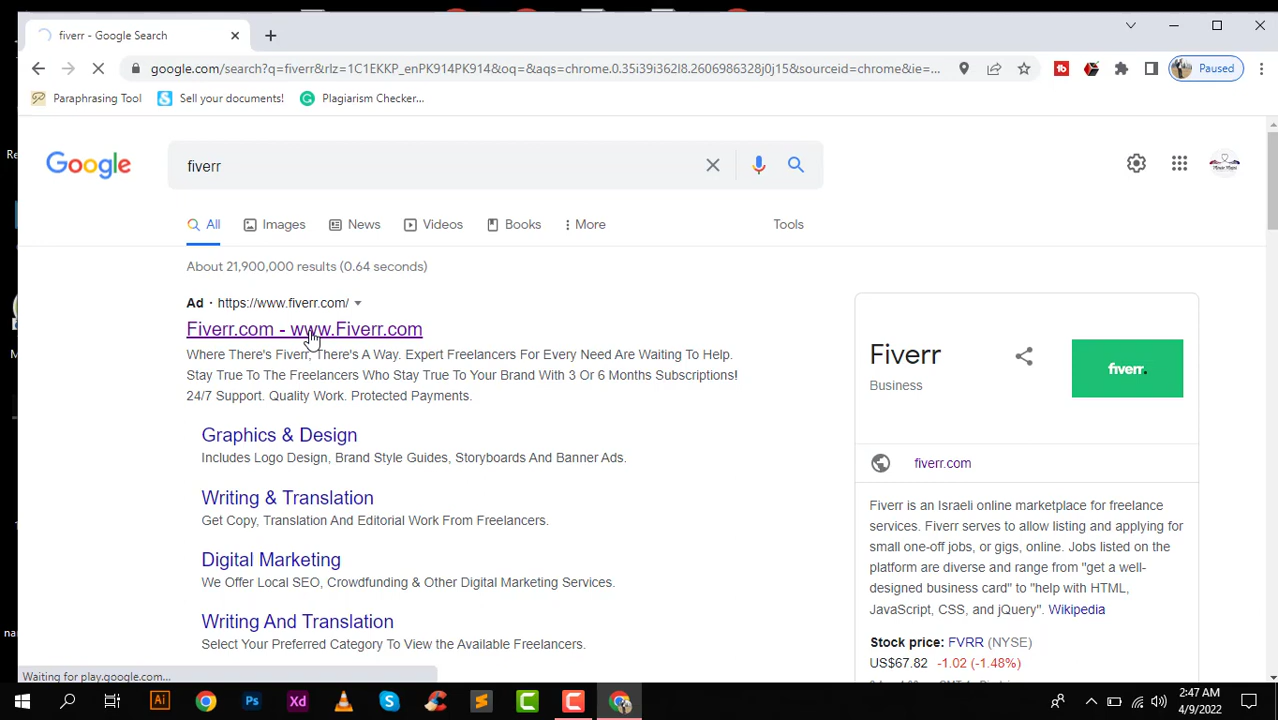 fiverr - Google Search
google.com/search?q=fiverr&rlz=1C1EKKP_enPK914PK914&oq=&aqs=chrome.0.35i39i362l8.2606986328j0j15&sourceid=chrome&ie=...
Paused
Paraphrasing Tool
Sell your documents!
Plagiarism Checker...
Google
fiverr
All
Images
News
Videos
Books
More
Tools
About 21,900,000 results (0.64 seconds)
Ad · https://www.fiverr.com/
Fiverr.com - www.Fiverr.com
Where There's Fiverr, There's A Way. Expert Freelancers For Every Need Are Waiting To Help.
Stay True To The Freelancers Who Stay True To Your Brand With 3 Or 6 Months Subscriptions!
24/7 Support. Quality Work. Protected Payments.
Graphics & Design
Includes Logo Design, Brand Style Guides, Storyboards And Banner Ads.
Writing & Translation
Get Copy, Translation And Editorial Work From Freelancers.
Digital Marketing
We Offer Local SEO, Crowdfunding & Other Digital Marketing Services.
Writing And Translation
Select Your Preferred Category To View the Available Freelancers.
Fiverr
Business
fiverr.
fiverr.com
Fiverr is an Israeli online marketplace for freelance
services. Fiverr serves to allow listing and applying for
small one-off jobs, or gigs, online. Jobs listed on the
platform are diverse and range from "get a well-
designed business card" to "help with HTML,
JavaScript, CSS, and jQuery". Wikipedia
Stock price: FVRR (NYSE)
US$67.82 -1.02 (-1.48%)
Waiting for play.google.com...
Ai
Ps
Xd
2:47 AM
4/9/2022